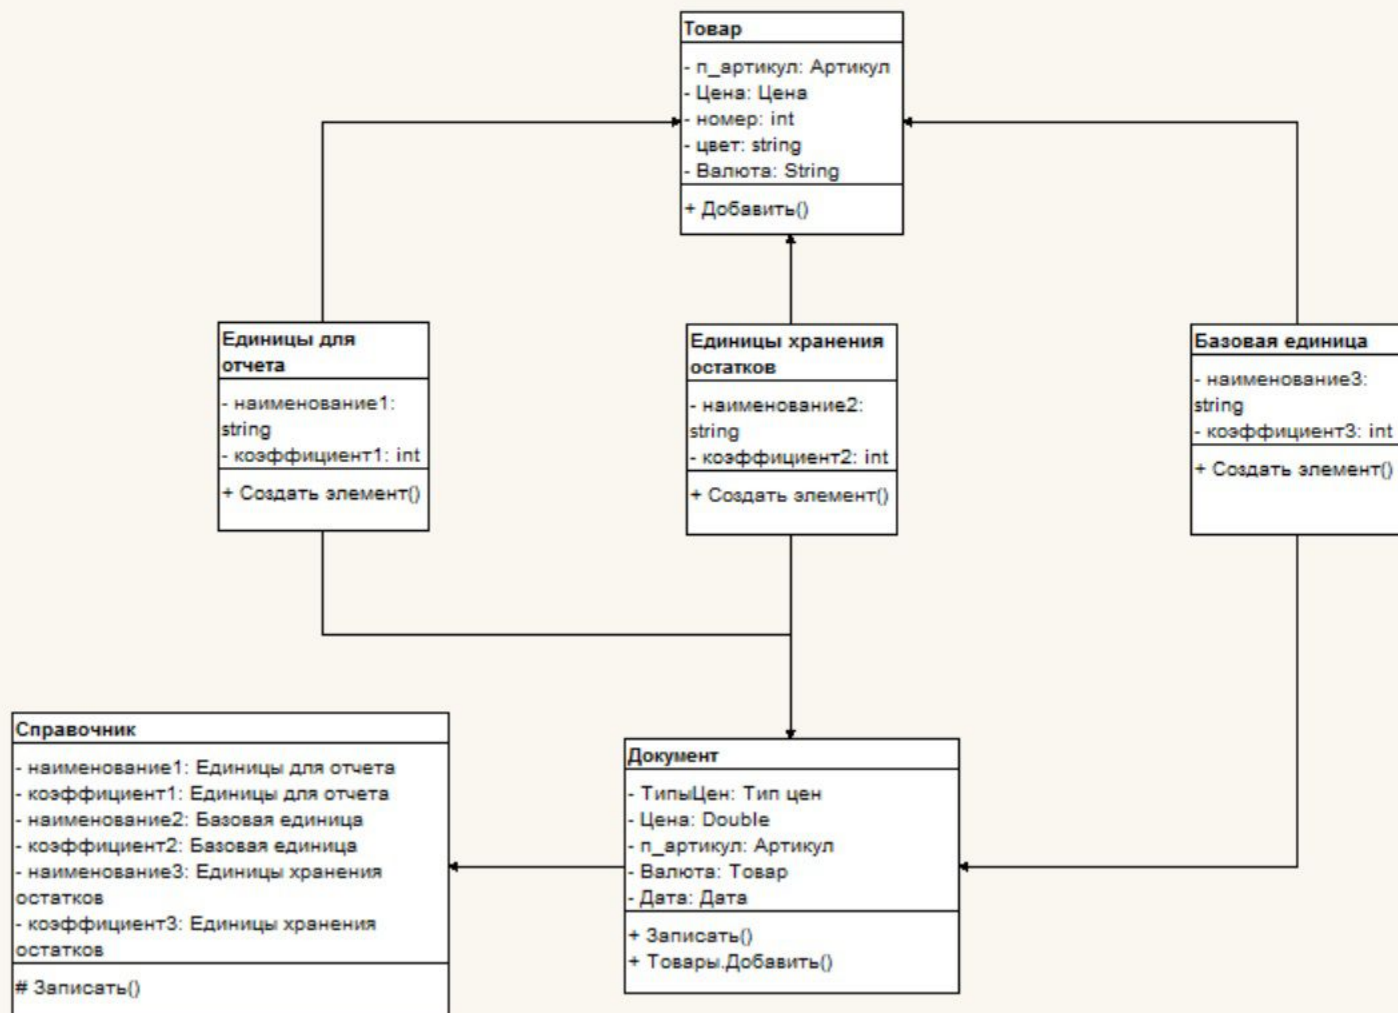 Товар
- п_артикул: Артикул
- Цена: Цена
- номер: int
- цвет: string
- Валюта: String
+ Добавить()
Единицы для
отчета
- наименование1:
string
- коэффициент1: int
+ Создать элемент()
Единицы хранения
остатков
- наименование2:
string
- коэффициент2: int
+ Создать элемент()
Базовая единица
- наименование3:
string
- коэффициент3: int
+ Создать элемент()
Справочник
- наименование1: Единицы для отчета
- коэффициент1: Единицы для отчета
- наименование2: Базовая единица
- коэффициент2: Базовая единица
- наименование3: Единицы хранения
остатков
- коэффициент3: Единицы хранения
остатков
# Записать()
Документ
- ТипыЦен: Тип цен
- Цена: Double
- п_артикул: Артикул
- Валюта: Товар
- Дата: Дата
+ Записать()
+ Товары.Добавить()